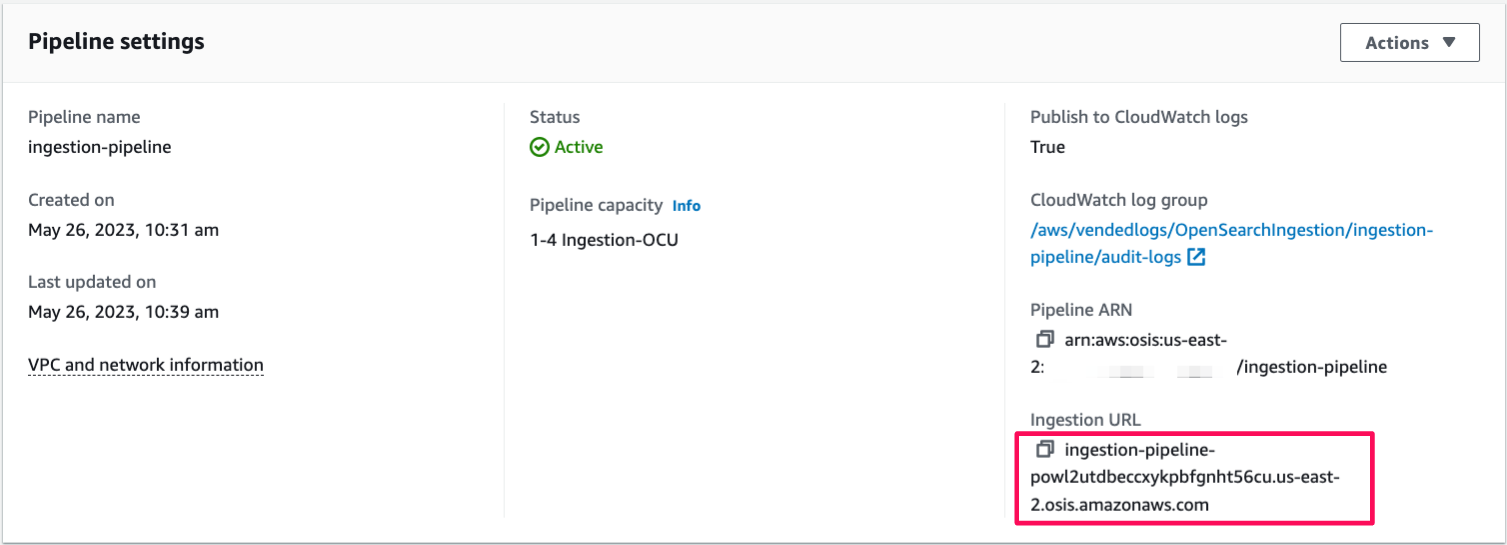 Pipeline settings
Actions
Pipeline name
ingestion-pipeline
Created on
May 26, 2023, 10:31 am
Last updated on
May 26, 2023, 10:39 am
VPC and network information
Status
Active
Pipeline capacity Info
1-4 Ingestion-OCU
Publish to CloudWatch logs
True
CloudWatch log group
/aws/vendedlogs/OpenSearchIngestion/ingestion-
pipeline/audit-logs
Pipeline ARN
arn:aws:osis:us-east-
2: /ingestion-pipeline
Ingestion URL
ingestion-pipeline-
powl2utdbeccxykpbfgnht56cu.us-east-
2.osis.amazonaws.com